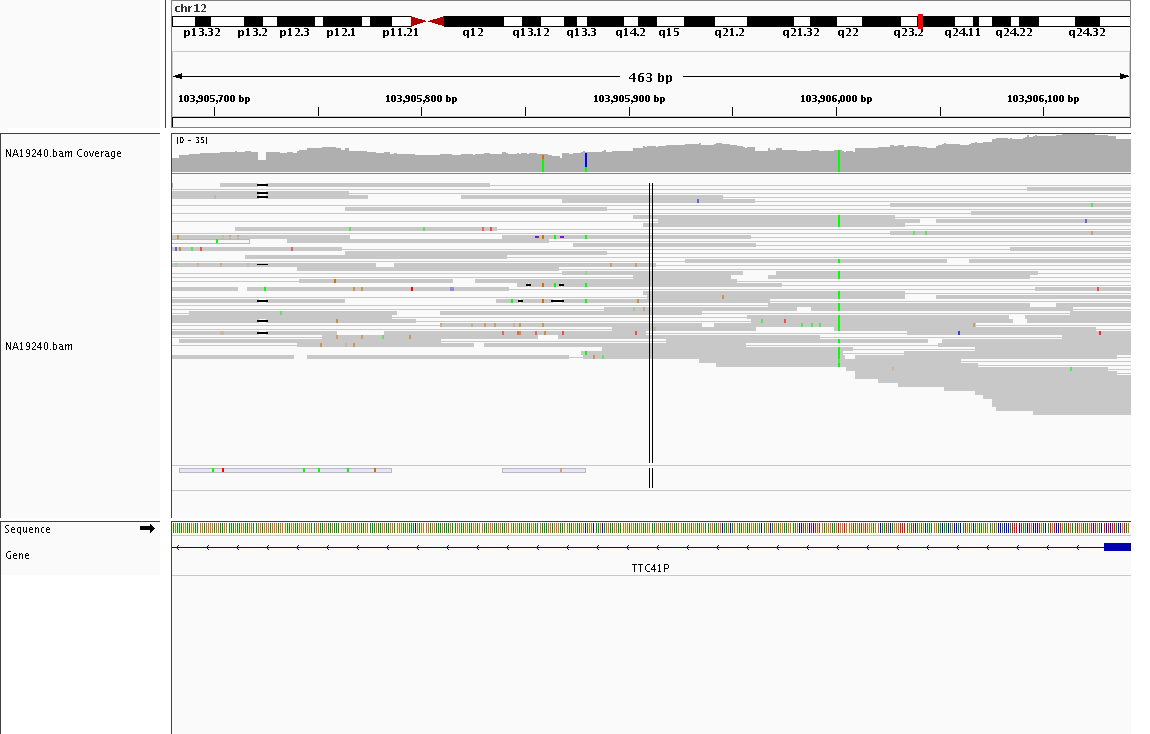 chr12
p13.32 p13.2 p12.3 p12.1 p11.21 q12 q13.12 q13.3 q14.2 q15 q21.2 q21.32 q22 q23.2 q24.11 q24.22 q24.32
463 bp
103,905,700 bp 103,905,800 bp 103,905,900 bp 103,906,000 bp 103,906,100 bp
[0 - 35]
NA19240.bam Coverage
NA19240.bam
Sequence
Gene
TTC41P